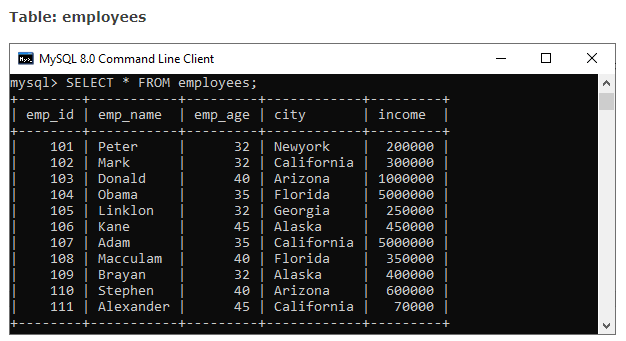 Table: employees
MySQL 8.0 Command Line Client
mysql> SELECT * FROM employees;
+--------+-----------+---------+------------+---------+
| emp_id | emp_name  | emp_age | city       | income  |
+--------+-----------+---------+------------+---------+
|    101 | Peter     |      32 | Newyork    |  200000 |
|    102 | Mark      |      32 | California |  300000 |
|    103 | Donald    |      40 | Arizona    | 1000000 |
|    104 | Obama     |      35 | Florida    | 5000000 |
|    105 | Linklon   |      32 | Georgia    |  250000 |
|    106 | Kane      |      45 | Alaska     |  450000 |
|    107 | Adam      |      35 | California | 5000000 |
|    108 | Macculam  |      40 | Florida    |  350000 |
|    109 | Brayan    |      32 | Alaska     |  400000 |
|    110 | Stephen   |      40 | Arizona    |  600000 |
|    111 | Alexander |      45 | California |   70000 |
+--------+-----------+---------+------------+---------+